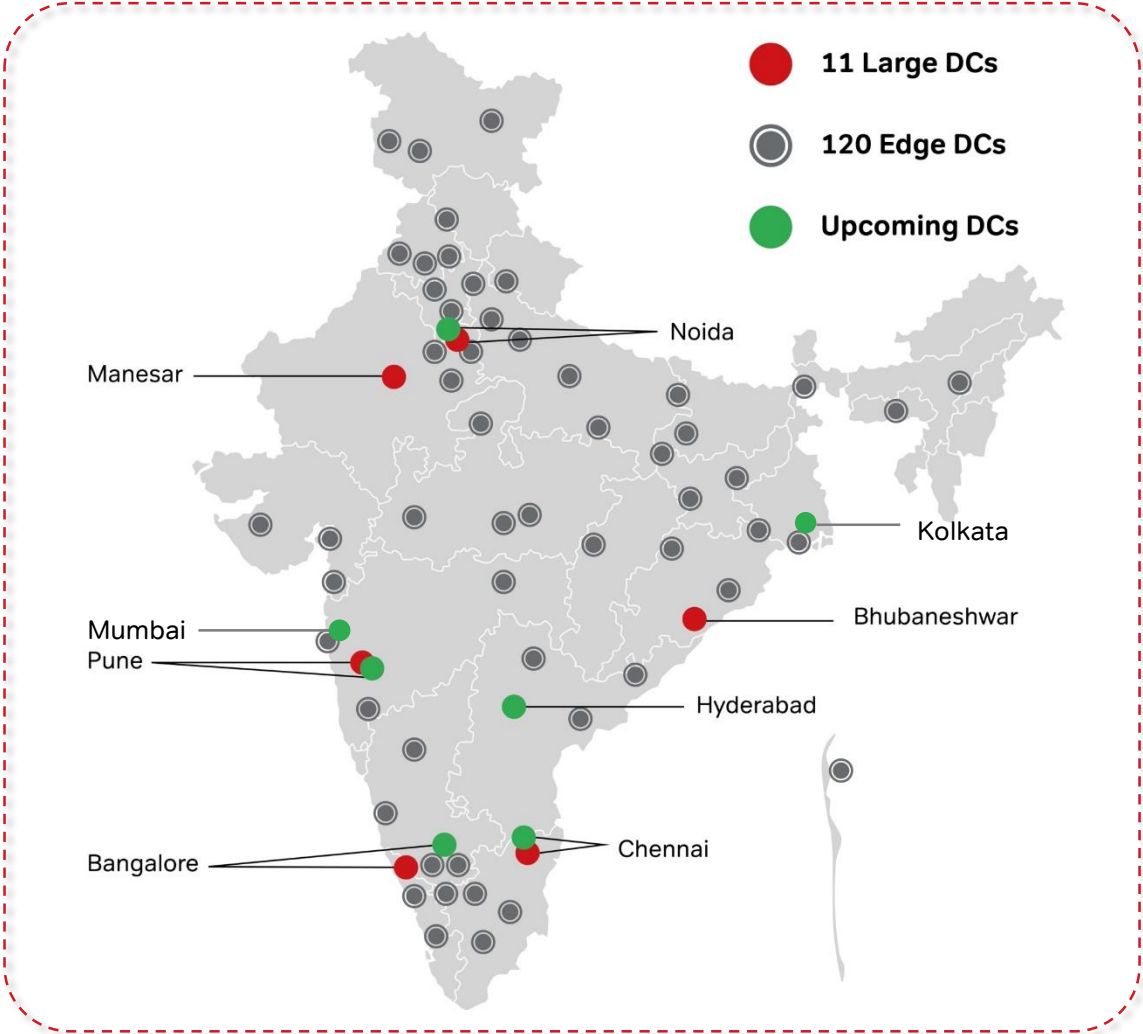 11 Large DCs
120 Edge DCs
Upcoming DCs
Noida
Manesar
Kolkata
Bhubaneshwar
Mumbai
Pune
Hyderabad
Chennai
Bangalore